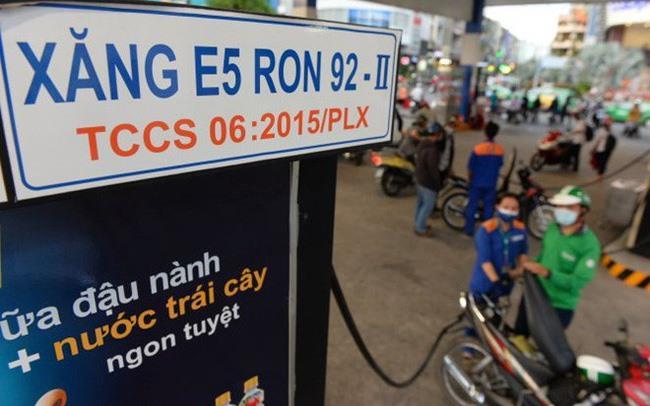 XĂNG E5 RON 92 - II
TCCS 06:2015/PLX
ữa đậu nành
+ nước trái cây
ngon tuyệt